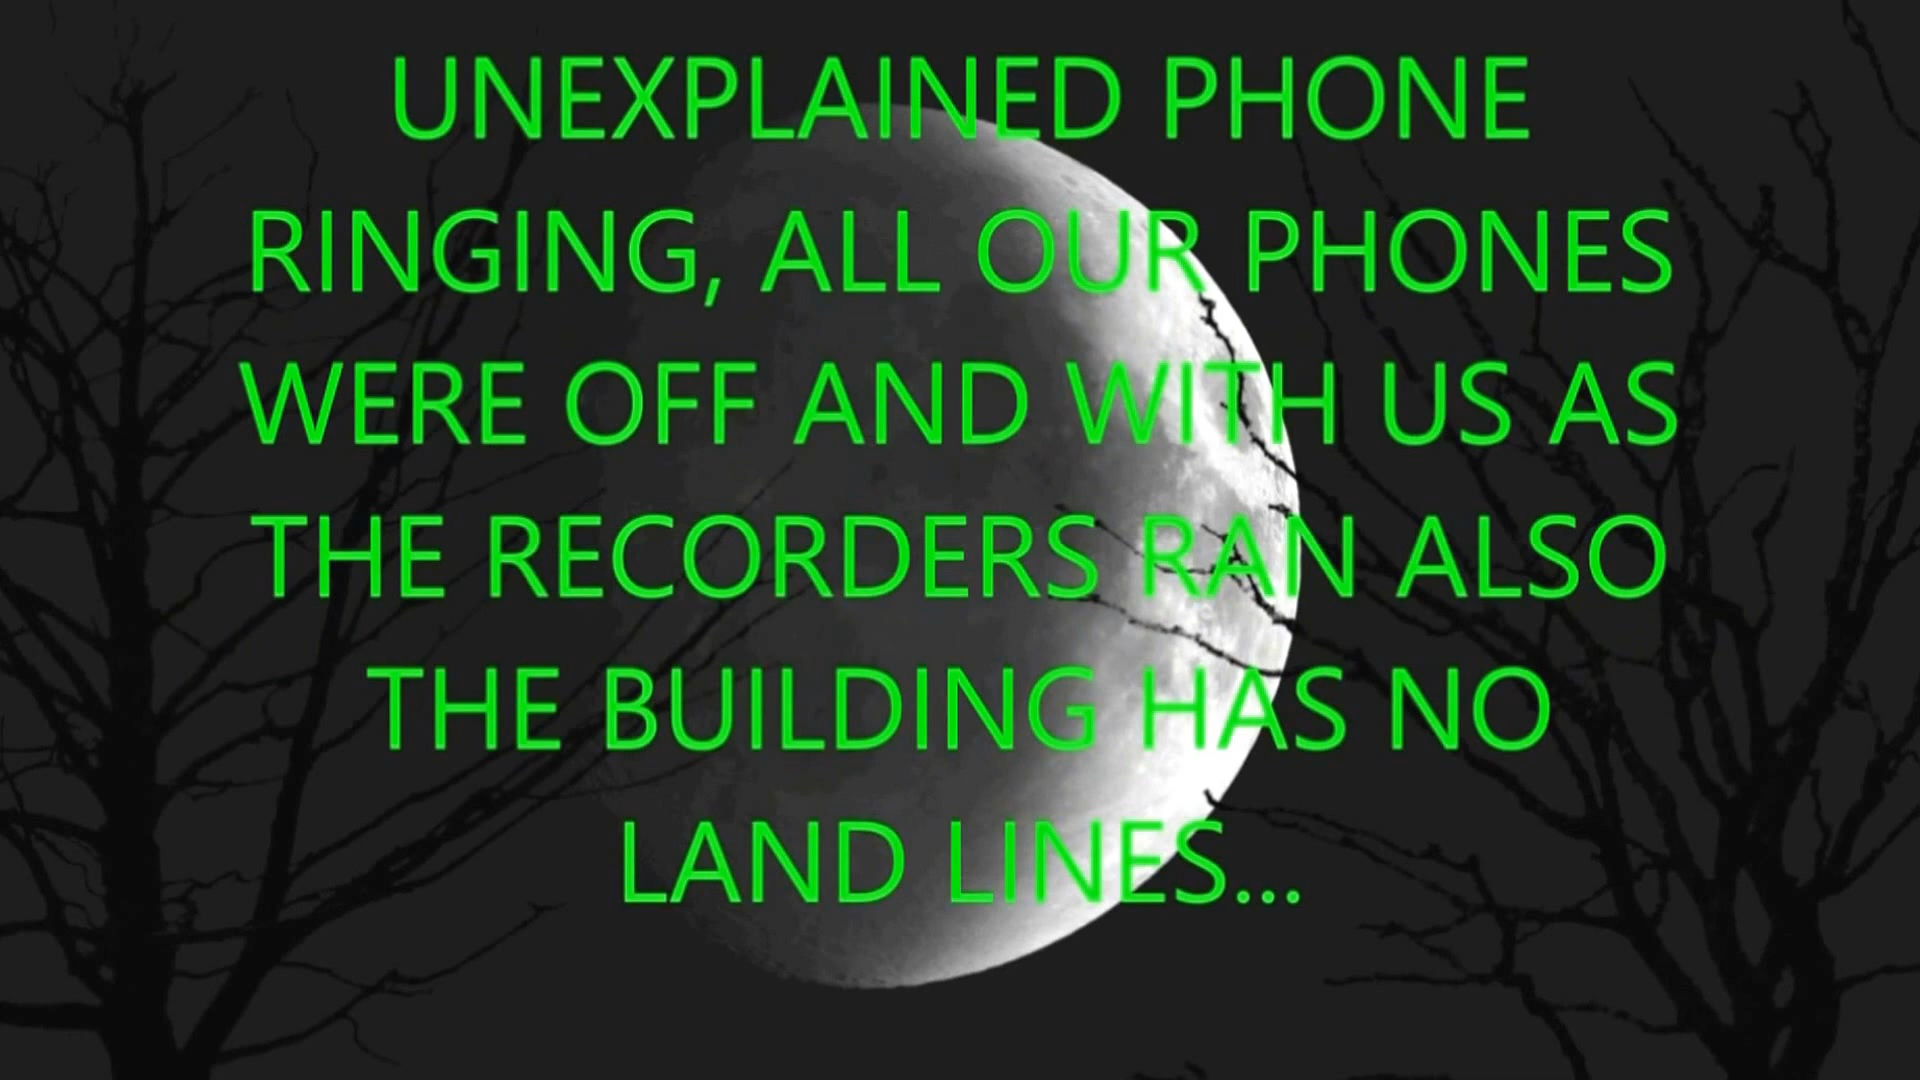 UNEXPLAINED PHONE
RINGING, ALL OUR PHONES
WERE OFF AND WITH US AS
THE RECORDERS RAN ALSO
THE BUILDING HAS NO
LAND LINES...